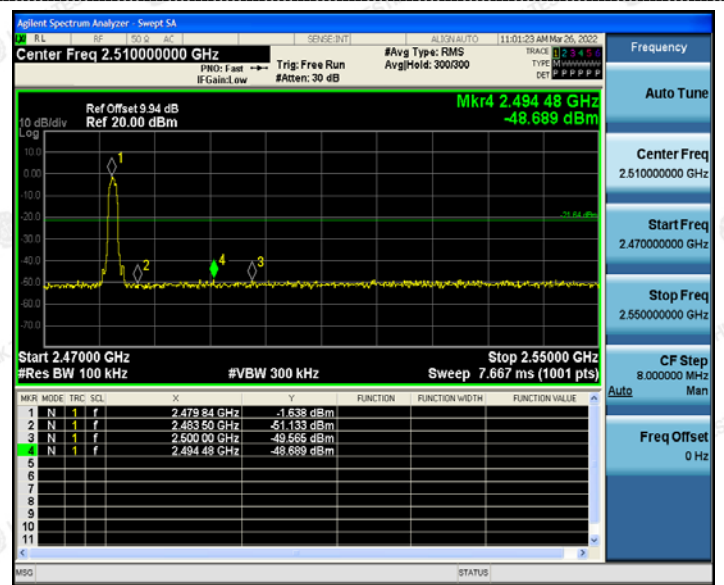 Agilent Spectrum Analyzer - Swept SA
RL RF 50 Ω AC SENSE:INT ALIGN AUTO 11:01:23 AM Mar 26, 2022
Center Freq 2.510000000 GHz
PNO: Fast Trig: Free Run
IFGain:Low #Atten: 30 dB
#Avg Type: RMS
Avg|Hold: 300/300
TRACE 1 2 3 4 5 6
TYPE M
DET P P P P P P
Frequency
Auto Tune
Center Freq
2.510000000 GHz
Start Freq
2.470000000 GHz
Stop Freq
2.550000000 GHz
CF Step
8.000000 MHz
Auto Man
Freq Offset
0 Hz
Mkr4 2.494 48 GHz
-48.689 dBm
Ref Offset 9.94 dB
10 dB/div Ref 20.00 dBm
Log
10.0
0.00
-10.0
-20.0
-30.0
-40.0
-50.0
-60.0
-70.0
-21.64 dBm
1
2
4
3
Start 2.47000 GHz Stop 2.55000 GHz
#Res BW 100 kHz #VBW 300 kHz Sweep 7.667 ms (1001 pts)
MKR MODE TRC SCL X Y FUNCTION FUNCTION WIDTH FUNCTION VALUE
1 N 1 f 2.479 84 GHz -1.638 dBm
2 N 1 f 2.483 50 GHz -51.133 dBm
3 N 1 f 2.500 00 GHz -49.565 dBm
4 N 1 f 2.494 48 GHz -48.689 dBm
5
6
7
8
9
10
11
MSG STATUS